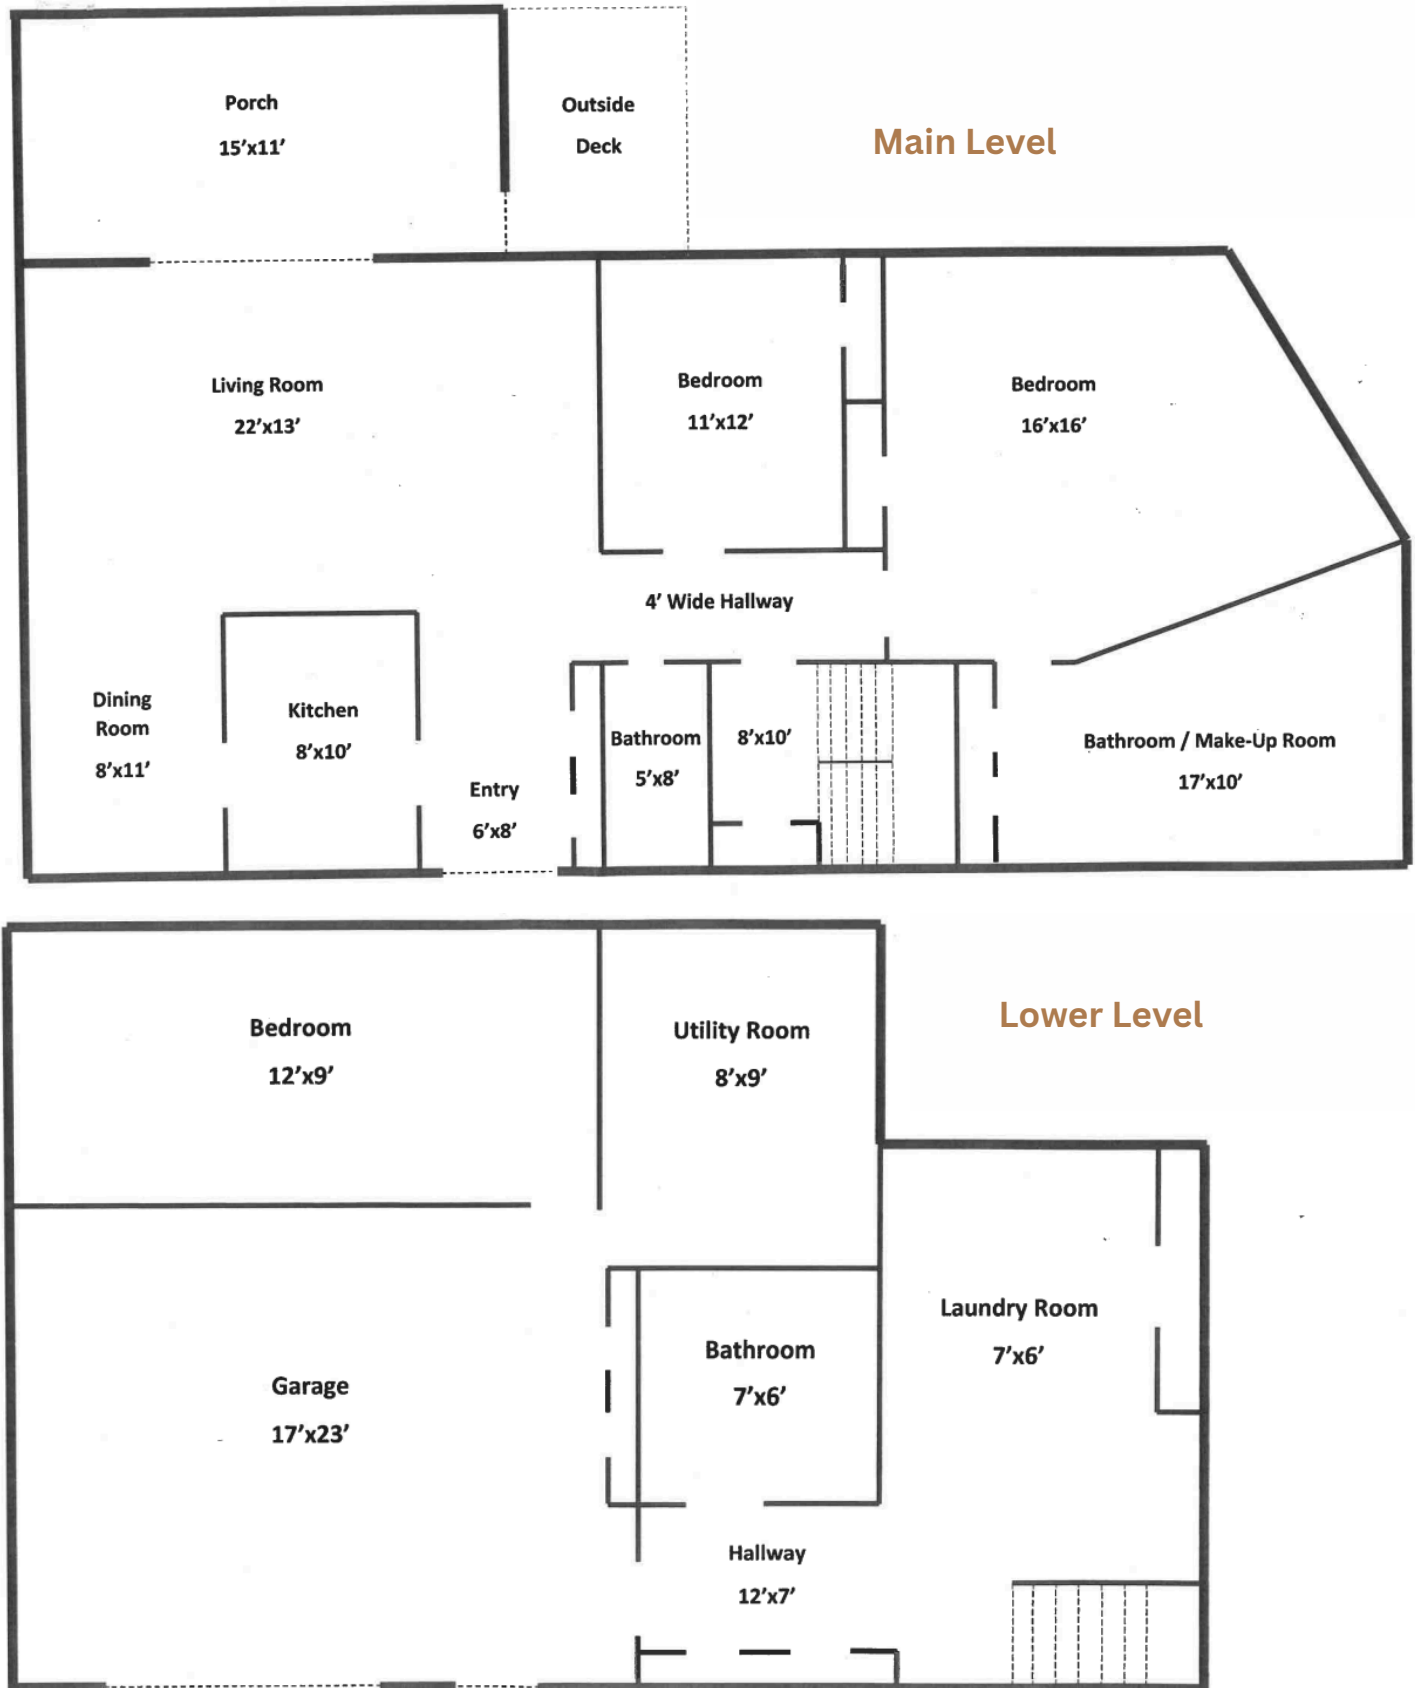 Porch
15’x11’
Outside
Deck
Main Level
Living Room
22’x13’
Bedroom
11’x12’
Bedroom
16’x16’
4’ Wide Hallway
Dining
Room
8’x11’
Kitchen
8’x10’
Entry
6’x8’
Bathroom
5’x8’
8’x10’
Bathroom / Make-Up Room
17’x10’
Lower Level
Bedroom
12’x9’
Utility Room
8’x9’
Garage
17’x23’
Bathroom
7’x6’
Laundry Room
7’x6’
Hallway
12’x7’